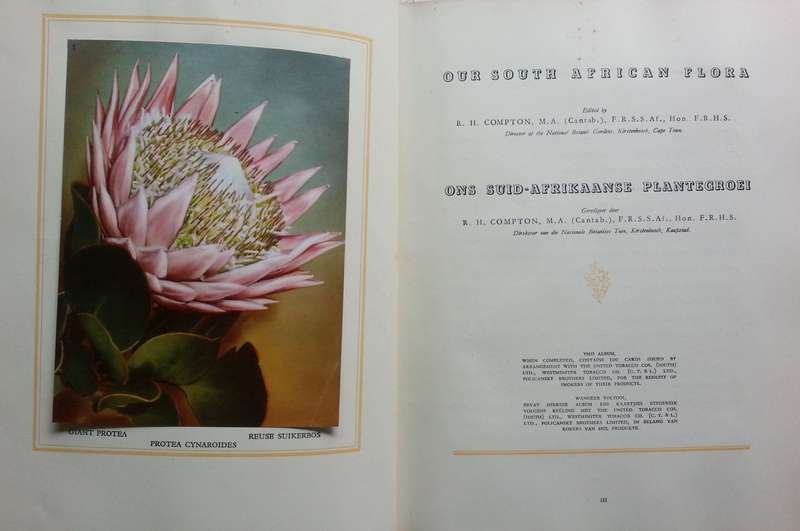 1
GIANT PROTEA REUSE SUIKERBOS
PROTEA CYNAROIDES
OUR SOUTH AFRICAN FLORA
Edited by
R. H. COMPTON, M.A. (Cantab.), F.R.S.S.Af., Hon. F.R.H.S.
Director of the National Botanic Gardens, Kirstenbosch, Cape Town.
ONS SUID-AFRIKAANSE PLANTEGROEI
Geredigeer deur
R. H. COMPTON, M.A. (Cantab.), F.R.S.S.Af., Hon. F.R.H.S.
Direkteur van die Nasionale Botaniese Tuin, Kirstenbosch, Kaapstad.
THIS ALBUM,
WHEN COMPLETED, CONTAINS 100 CARDS ISSUED BY
ARRANGEMENT WITH THE UNITED TOBACCO COS. (SOUTH)
LTD., WESTMINSTER TOBACCO CO. (C. T. & L.) LTD.,
POLICANSKY BROTHERS LIMITED, FOR THE BENEFIT OF
SMOKERS OF THEIR PRODUCTS.
WANNEER VOLTOOI,
BEVAT HIERDIE ALBUM 100 KAARTJIES UITGEREIK
VOLGENS REËLING MET THE UNITED TOBACCO COS.
(SOUTH) LTD., WESTMINSTER TOBACCO CO. (C. T. & L.)
LTD., POLICANSKY BROTHERS LIMITED, IN BELANG VAN
ROKERS VAN HUL PRODUKTE.
III